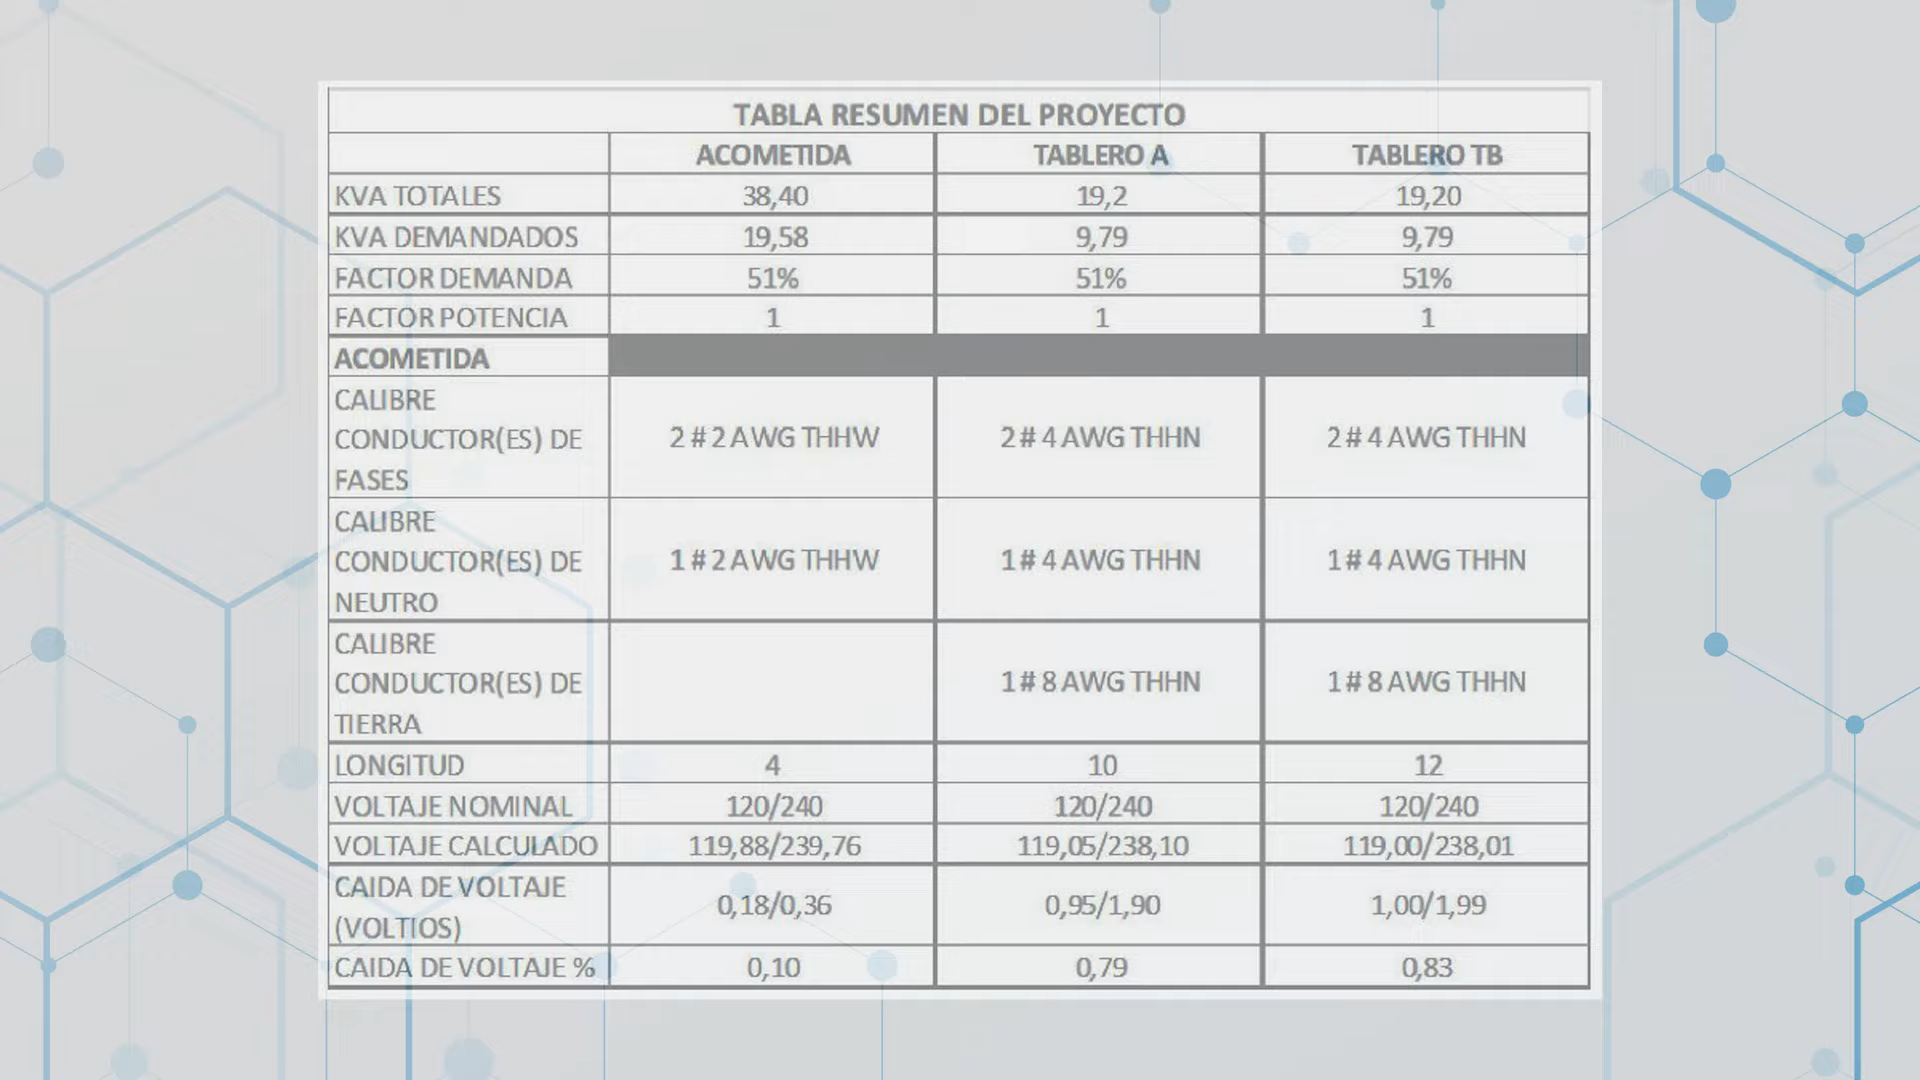 TABLA RESUMEN DEL PROYECTO
ACOMETIDA TABLERO A TABLERO TB
KVA TOTALES 38,40 19,2 19,20
KVA DEMANDADOS 19,58 9,79 9,79
FACTOR DEMANDA 51% 51% 51%
FACTOR POTENCIA 1 1 1
ACOMETIDA
CALIBRE
CONDUCTOR(ES) DE
FASES
2 # 2 AWG THHW 2 # 4 AWG THHN 2 # 4 AWG THHN
CALIBRE
CONDUCTOR(ES) DE
NEUTRO
1 # 2 AWG THHW 1 # 4 AWG THHN 1 # 4 AWG THHN
CALIBRE
CONDUCTOR(ES) DE
TIERRA
1 # 8 AWG THHN 1 # 8 AWG THHN
LONGITUD 4 10 12
VOLTAJE NOMINAL 120/240 120/240 120/240
VOLTAJE CALCULADO 119,88/239,76 119,05/238,10 119,00/238,01
CAIDA DE VOLTAJE
(VOLTIOS)
0,18/0,36 0,95/1,90 1,00/1,99
CAIDA DE VOLTAJE % 0,10 0,79 0,83